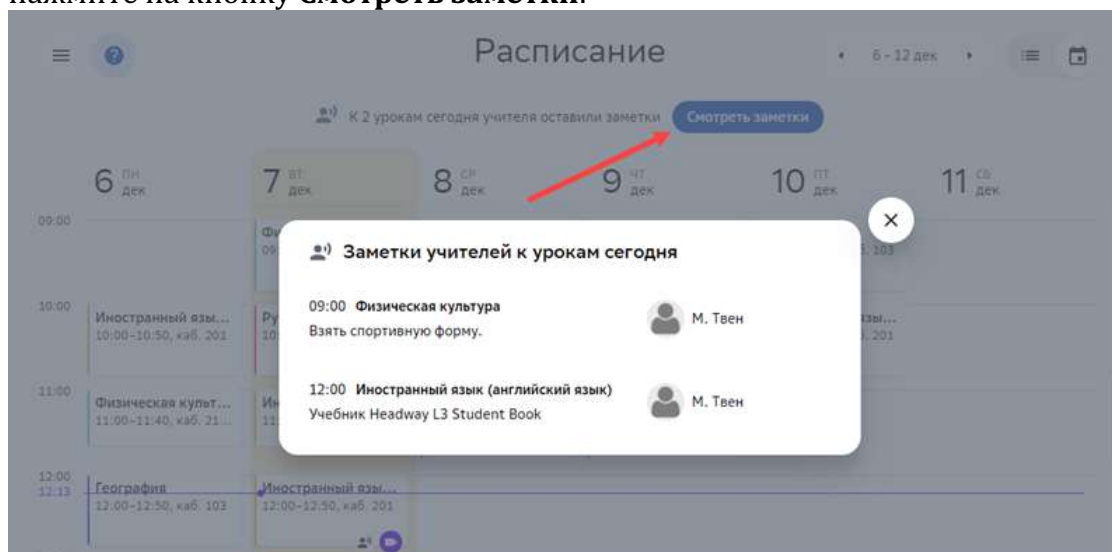 нажмите на кнопку Смотреть заметки.
Расписание
6 - 12 дек
К 2 урокам сегодня учителя оставили заметки Смотреть заметки
6 ПН дек
7 ВТ дек
8 СР дек
9 ЧТ дек
10 ПТ дек
11 СБ дек
09:00
Заметки учителей к урокам сегодня
09:00 Физическая культура
Взять спортивную форму.
М. Твен
12:00 Иностранный язык (английский язык)
Учебник Headway L3 Student Book
М. Твен
10:00
Иностранный язы...
10:00–10:50, каб. 201
11:00
Физическая культ...
11:00–11:40, каб. 21...
12:00
12:13
География
12:00–12:50, каб. 103
Иностранный язы...
12:00–12:50, каб. 201